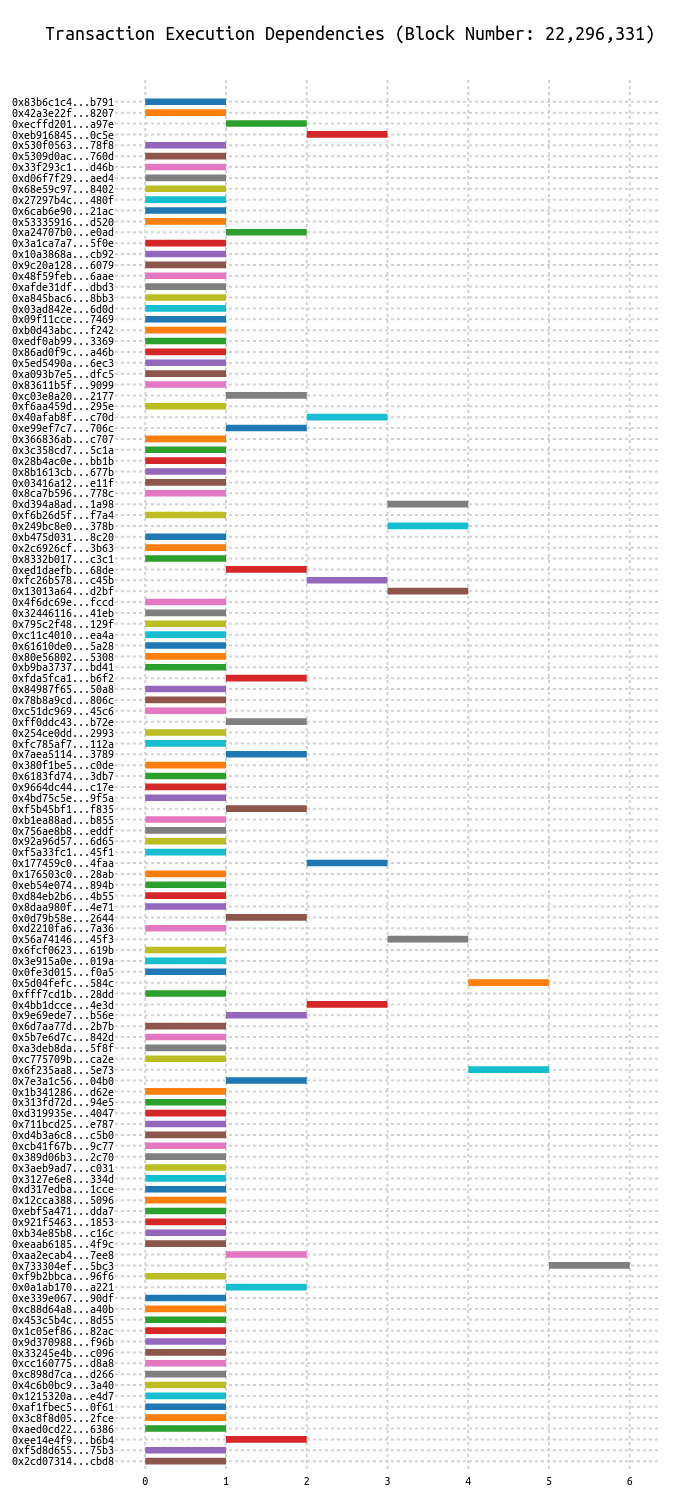 Transaction Execution Dependencies (Block Number: 22,296,331)
0x83b6c1c4...b791
0x42a3e22f...8207
0xecffd201...a97e
0xeb916845...0c5e
0x530f0563...78f8
0x5309d0ac...760d
0x33f293c1...d46b
0xd06f7f29...aed4
0x68e59c97...8402
0x27297b4c...480f
0x6cab6e90...21ac
0x53335916...d520
0xa24707b0...e0ad
0x3a1ca7a7...5f0e
0x10a3868a...cb92
0x9c20a128...6079
0x48f59feb...6aae
0xafde31df...dbd3
0xa845bac6...8bb3
0x03ad842e...6d0d
0x09f11cce...7469
0xb0d43abc...f242
0xedf0ab99...3369
0x86ad0f9c...a46b
0x5ed5490a...6ec3
0xa093b7e5...dfc5
0x83611b5f...9099
0xc03e8a20...2177
0xf6aa459d...295e
0x40afab8f...c70d
0xe99ef7c7...706c
0x366836ab...c707
0x3c358cd7...5c1a
0x28b4ac0e...bb1b
0x8b1613cb...677b
0x03416a12...e11f
0x8ca7b596...778c
0xd394a8ad...1a98
0xf6b26d5f...f7a4
0x249bc8e0...378b
0xb475d031...8c20
0x2c6926cf...3b63
0x8332b017...c3c1
0xed1daefb...68de
0xfc26b578...c45b
0x13013a64...d2bf
0x4f6dc69e...fccd
0x32446116...41eb
0x795c2f48...129f
0xc11c4010...ea4a
0x61610de0...5a28
0x80e56802...5308
0xb9ba3737...bd41
0xfda5fca1...b6f2
0x84987f65...50a8
0x78b8a9cd...806c
0xc51dc969...45c6
0xff0ddc43...b72e
0x254ce0dd...2993
0xfc785af7...112a
0x7aea5114...3789
0x380f1be5...c0de
0x6183fd74...3db7
0x9664dc44...c17e
0x4bd75c5e...9f5a
0xf5b45bf1...f835
0xb1ea88ad...b855
0x756ae8b8...eddf
0x92a96d57...6d65
0xf5a33fc1...45f1
0x177459c0...4faa
0x176503c0...28ab
0xeb54e074...894b
0xd84eb2b6...4b55
0x8daa980f...4e71
0x0d79b58e...2644
0xd2210fa6...7a36
0x56a74146...45f3
0x6fcf0623...619b
0x3e915a0e...019a
0x0fe3d015...f0a5
0x5d04fefc...584c
0xfff7cd1b...28dd
0x4bb1dcce...4e3d
0x9e69ede7...b56e
0x6d7aa77d...2b7b
0x5b7e6d7c...842d
0xa3deb8da...5f8f
0xc775709b...ca2e
0x6f235aa8...5e73
0x7e3a1c56...04b0
0x1b341286...d62e
0x313fd72d...94e5
0xd319935e...4047
0x711bcd25...e787
0xd4b3a6c8...c5b0
0xcb41f67b...9c77
0x389d06b3...2c70
0x3aeb9ad7...c031
0x3127e6e8...334d
0xd317edba...1cce
0x12cca388...5096
0xebf5a471...dda7
0x921f5463...1853
0xb34e85b8...c16c
0xeaab6185...4f9c
0xaa2ecab4...7ee8
0x733304ef...5bc3
0xf9b2bbca...96f6
0x0a1ab170...a221
0xe339e067...90df
0xc88d64a8...a40b
0x453c5b4c...8d55
0x1c05ef86...82ac
0x9d370988...f96b
0x33245e4b...c096
0xcc160775...d8a8
0xc898d7ca...d266
0x4c6b0bc9...3a40
0x1215320a...e4d7
0xaf1fbec5...0f61
0x3c8f8d05...2fce
0xaed0cd22...6386
0xee14e4f9...b6b4
0xf5d8d655...75b3
0x2cd07314...cbd8
0 1 2 3 4 5 6